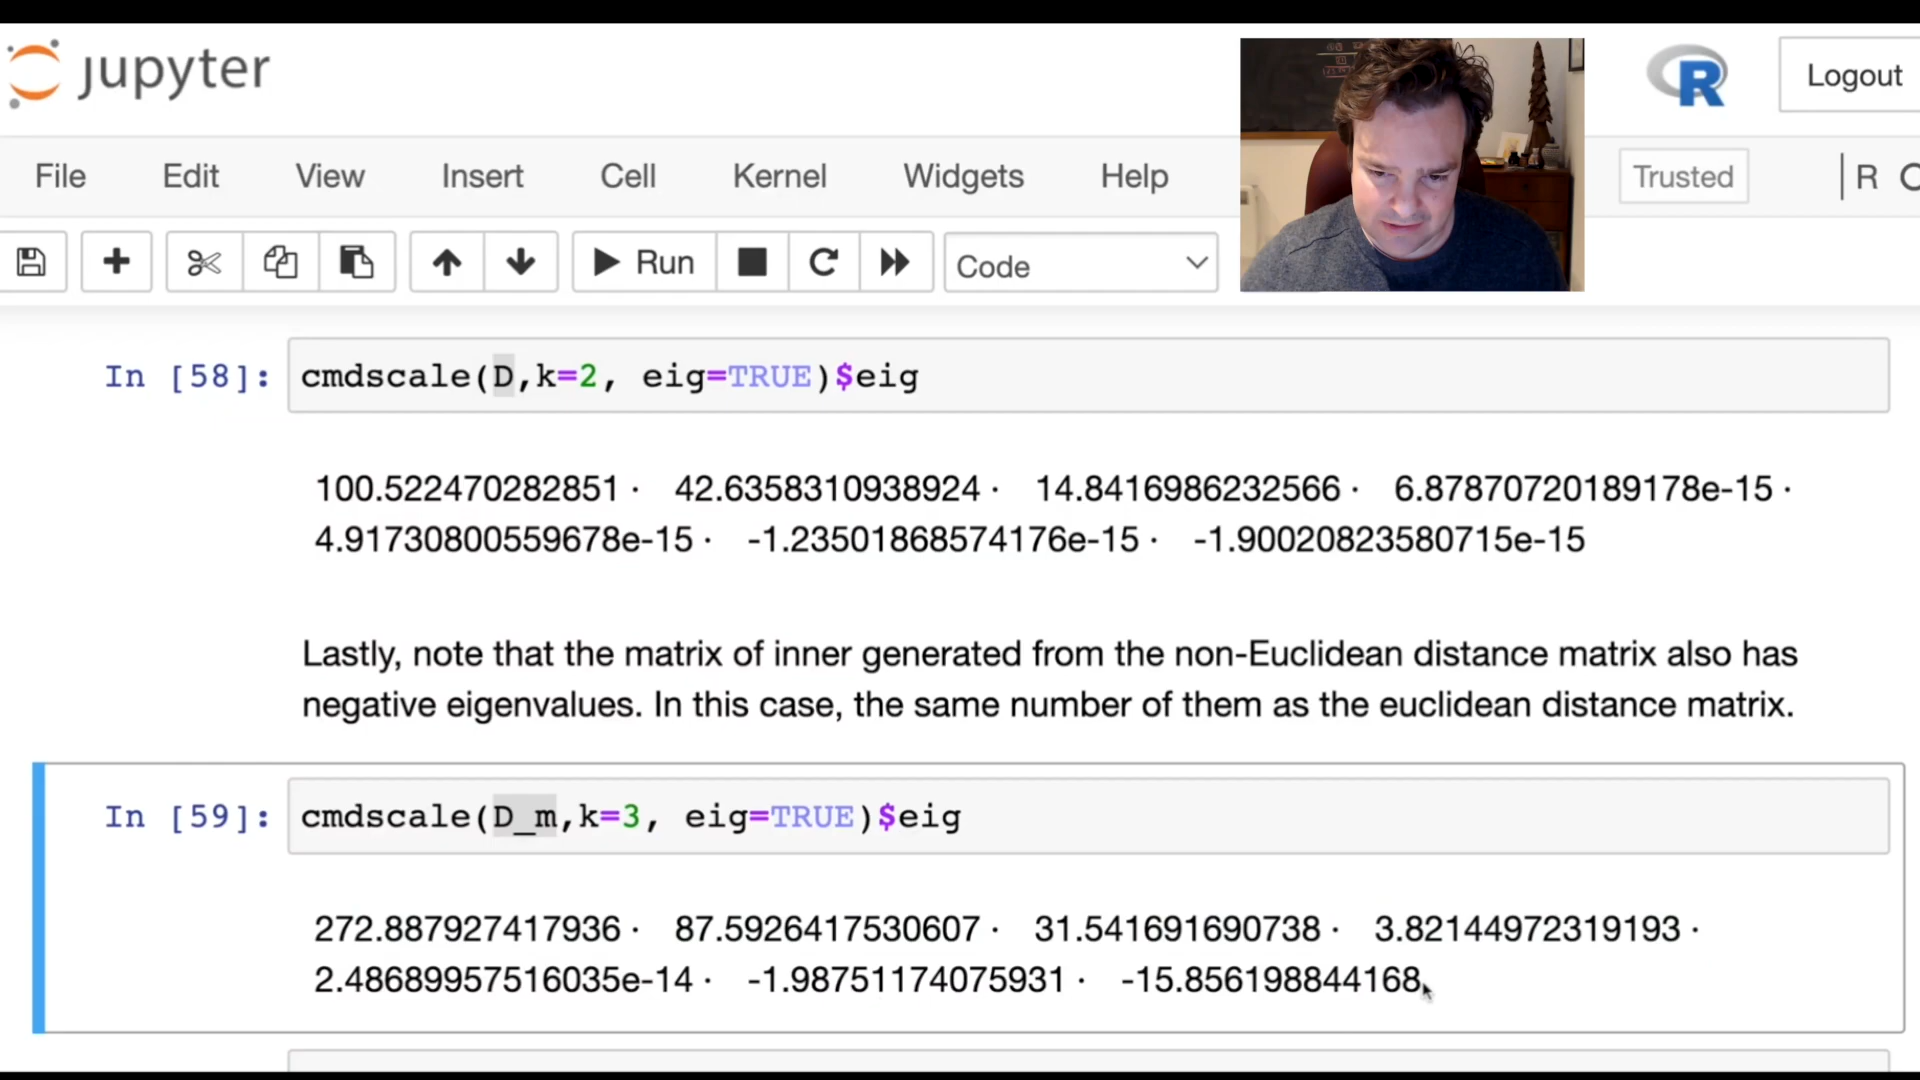 jupyter
R
Logout
File Edit View Insert Cell Kernel Widgets Help Trusted R
Run Code
In [58]: cmdscale(D,k=2, eig=TRUE)$eig
100.522470282851 · 42.6358310938924 · 14.8416986232566 · 6.87870720189178e-15 ·
4.91730800559678e-15 · -1.23501868574176e-15 · -1.90020823580715e-15
Lastly, note that the matrix of inner generated from the non-Euclidean distance matrix also has
negative eigenvalues. In this case, the same number of them as the euclidean distance matrix.
In [59]: cmdscale(D_m,k=3, eig=TRUE)$eig
272.887927417936 · 87.5926417530607 · 31.541691690738 · 3.82144972319193 ·
2.48689957516035e-14 · -1.98751174075931 · -15.856198844168